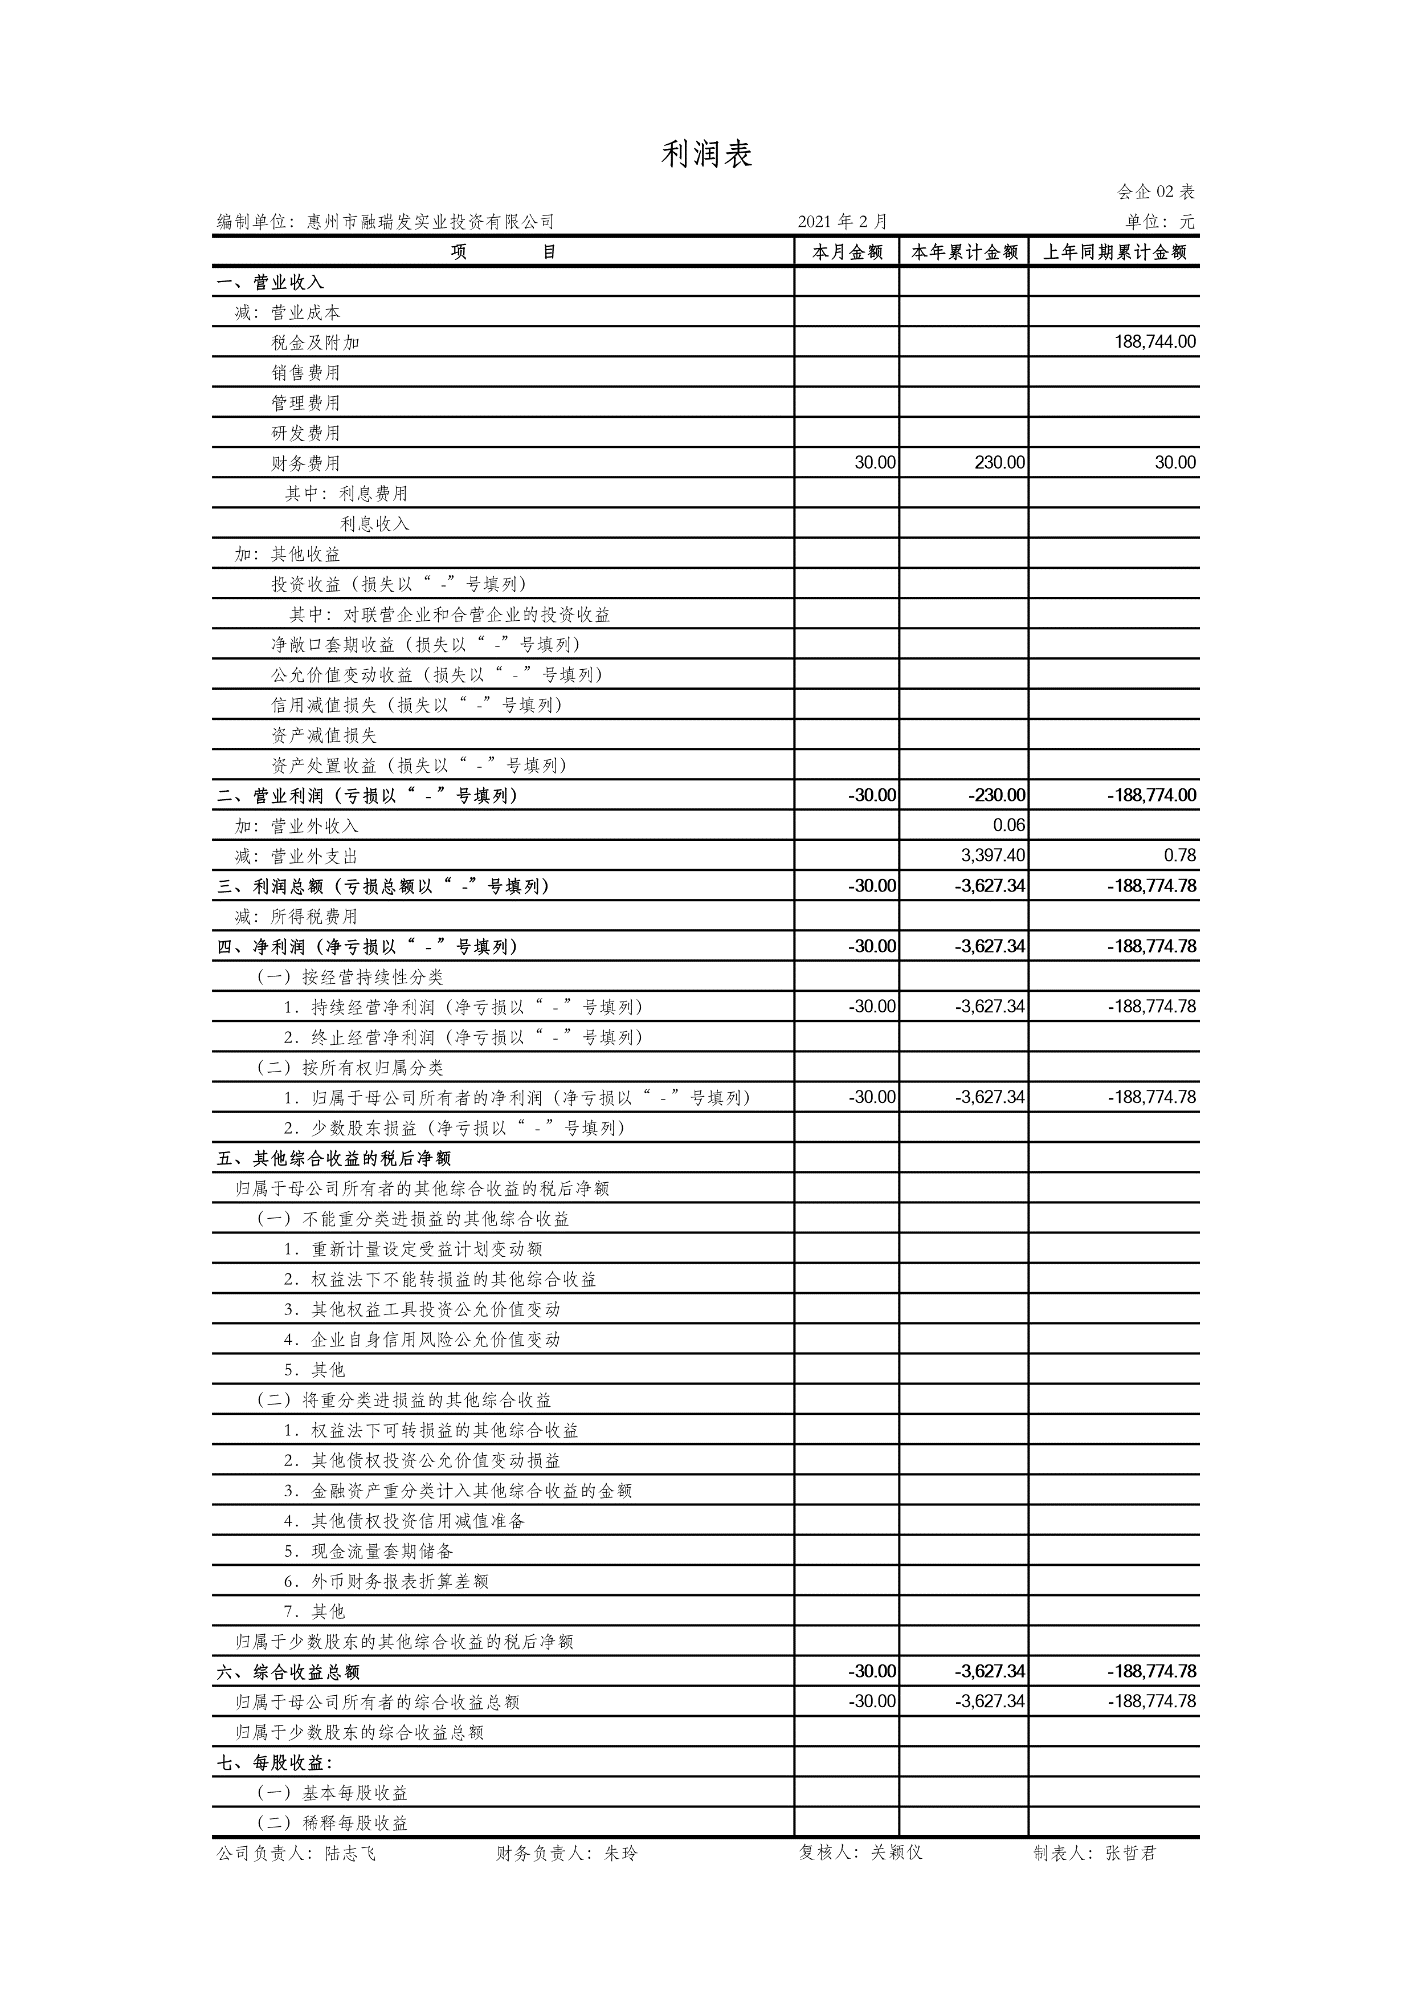 利润表
会企 02 表
编制单位：惠州市融瑞发实业投资有限公司 2021 年 2 月 单位：元
项 目 本月金额 本年累计金额 上年同期累计金额
一、营业收入
减：营业成本
税金及附加 188,744.00
销售费用
管理费用
研发费用
财务费用 30.00 230.00 30.00
其中：利息费用
利息收入
加：其他收益
投资收益（损失以“-”号填列）
其中：对联营企业和合营企业的投资收益
净敞口套期收益（损失以“-”号填列）
公允价值变动收益（损失以“-”号填列）
信用减值损失（损失以“-”号填列）
资产减值损失
资产处置收益（损失以“-”号填列）
二、营业利润（亏损以“-”号填列） -30.00 -230.00 -188,774.00
加：营业外收入 0.06
减：营业外支出 3,397.40 0.78
三、利润总额（亏损总额以“-”号填列） -30.00 -3,627.34 -188,774.78
减：所得税费用
四、净利润（净亏损以“-”号填列） -30.00 -3,627.34 -188,774.78
（一）按经营持续性分类
1．持续经营净利润（净亏损以“-”号填列） -30.00 -3,627.34 -188,774.78
2．终止经营净利润（净亏损以“-”号填列）
（二）按所有权归属分类
1．归属于母公司所有者的净利润（净亏损以“-”号填列） -30.00 -3,627.34 -188,774.78
2．少数股东损益（净亏损以“-”号填列）
五、其他综合收益的税后净额
归属于母公司所有者的其他综合收益的税后净额
（一）不能重分类进损益的其他综合收益
1．重新计量设定受益计划变动额
2．权益法下不能转损益的其他综合收益
3．其他权益工具投资公允价值变动
4．企业自身信用风险公允价值变动
5．其他
（二）将重分类进损益的其他综合收益
1．权益法下可转损益的其他综合收益
2．其他债权投资公允价值变动损益
3．金融资产重分类计入其他综合收益的金额
4．其他债权投资信用减值准备
5．现金流量套期储备
6．外币财务报表折算差额
7．其他
归属于少数股东的其他综合收益的税后净额
六、综合收益总额 -30.00 -3,627.34 -188,774.78
归属于母公司所有者的综合收益总额 -30.00 -3,627.34 -188,774.78
归属于少数股东的综合收益总额
七、每股收益：
（一）基本每股收益
（二）稀释每股收益
公司负责人：陆志飞 财务负责人：朱玲 复核人：关颖仪 制表人：张哲君